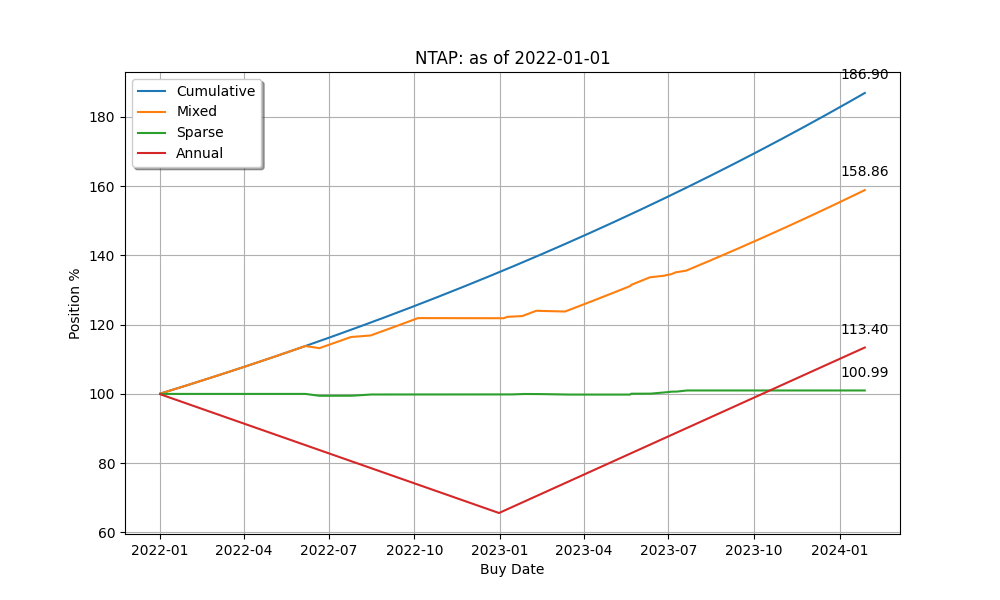 NTAP: as of 2022-01-01
186.90
Cumulative
Mixed
Sparse
Annual
180
158.86
160
140
120
113.40
100.99
100
80
60
Position %
2022-01
2022-04
2022-07
2022-10
2023-01
2023-04
2023-07
2023-10
2024-01
Buy Date